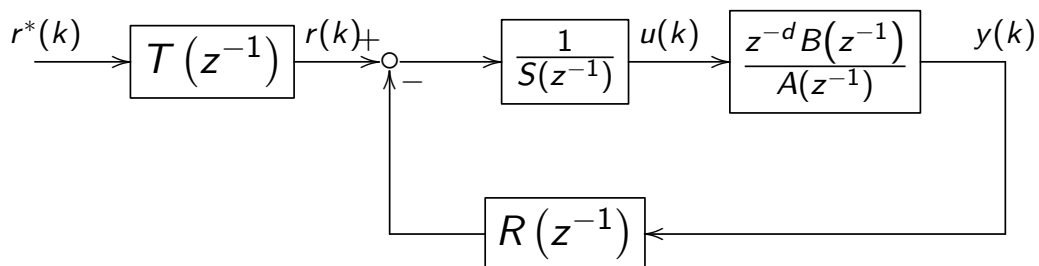 r*(k)
T(z⁻¹)
r(k)
+
−
1
S(z⁻¹)
u(k)
z⁻ᵈ B(z⁻¹)
A(z⁻¹)
y(k)
R(z⁻¹)